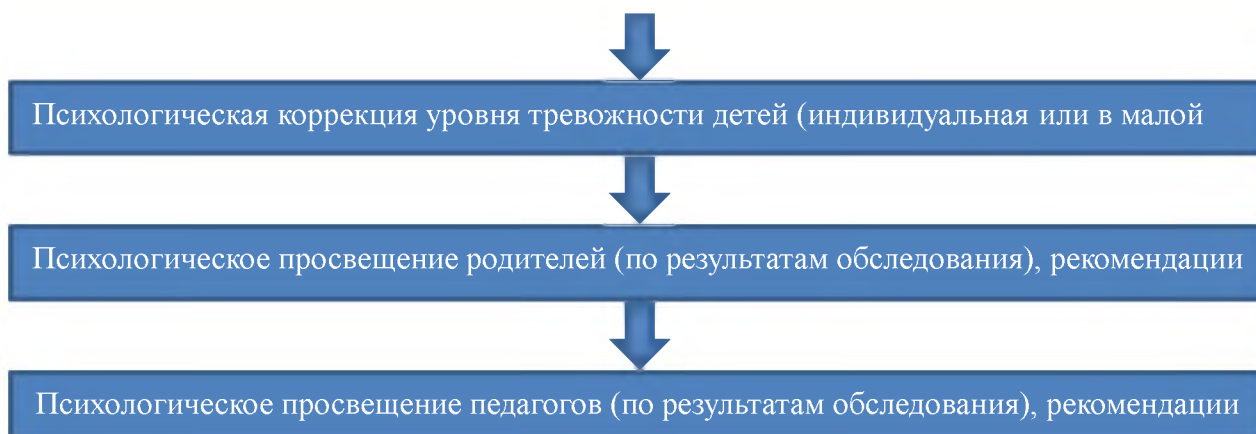 Психологическая коррекция уровня тревожности детей (индивидуальная или в малой
Психологическое просвещение родителей (по результатам обследования), рекомендации
Психологическое просвещение педагогов (по результатам обследования), рекомендации